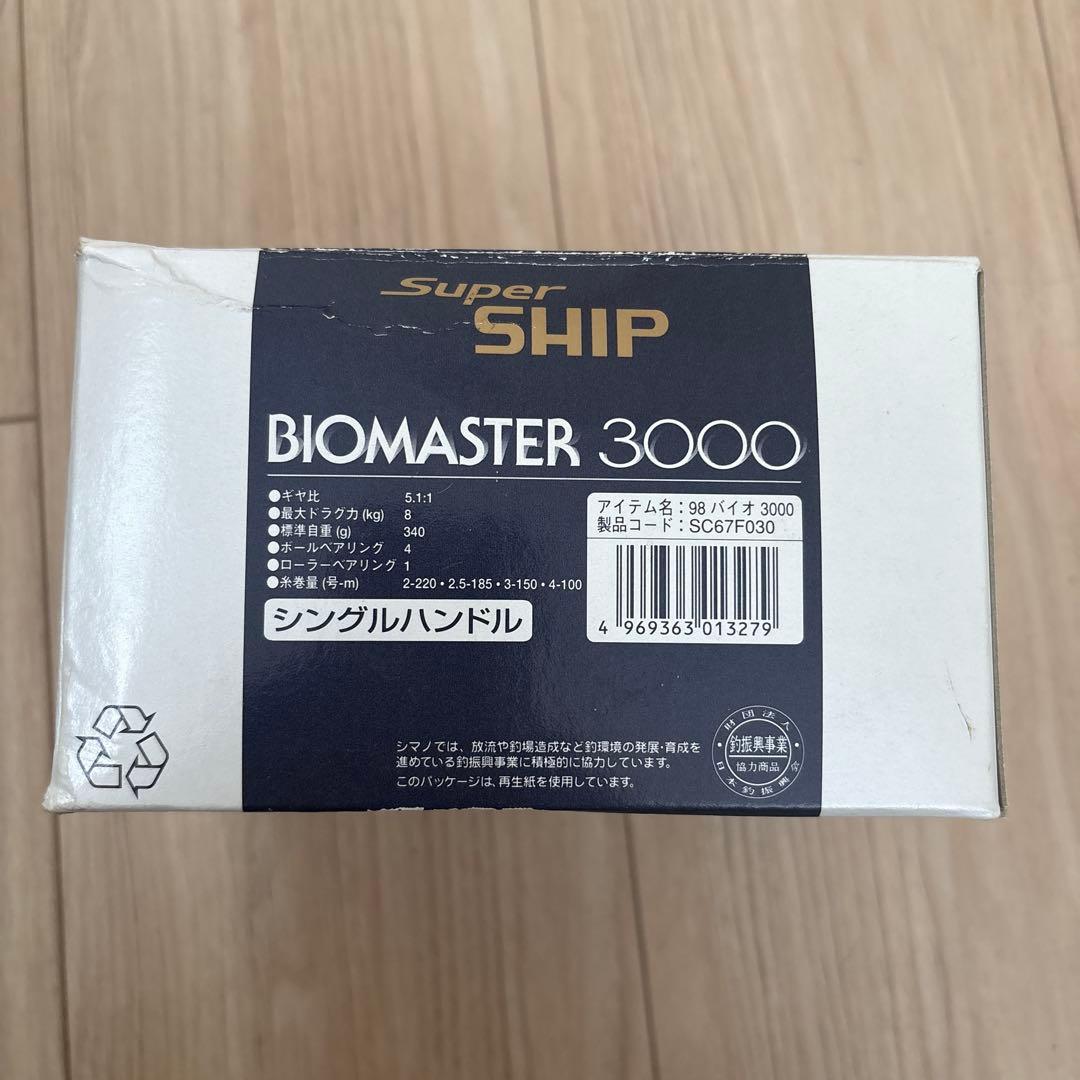 Super
SHIP
BIOMASTER 3000
●ギヤ比 5.1:1
●最大ドラグ力 (kg) 8
●標準自重 (g) 340
●ボールベアリング 4
●ローラーベアリング 1
●糸巻量 (号-m) 2-220・2.5-185・3-150・4-100
シングルハンドル
アイテム名：98 バイオ 3000
製品コード：SC67F030
4 969363 013279
シマノでは、放流や釣場造成など釣環境の発展・育成を
進めている釣振興事業に積極的に協力しています。
このパッケージは、再生紙を使用しています。
財団法人
釣振興事業
協力商品
日本釣振興会